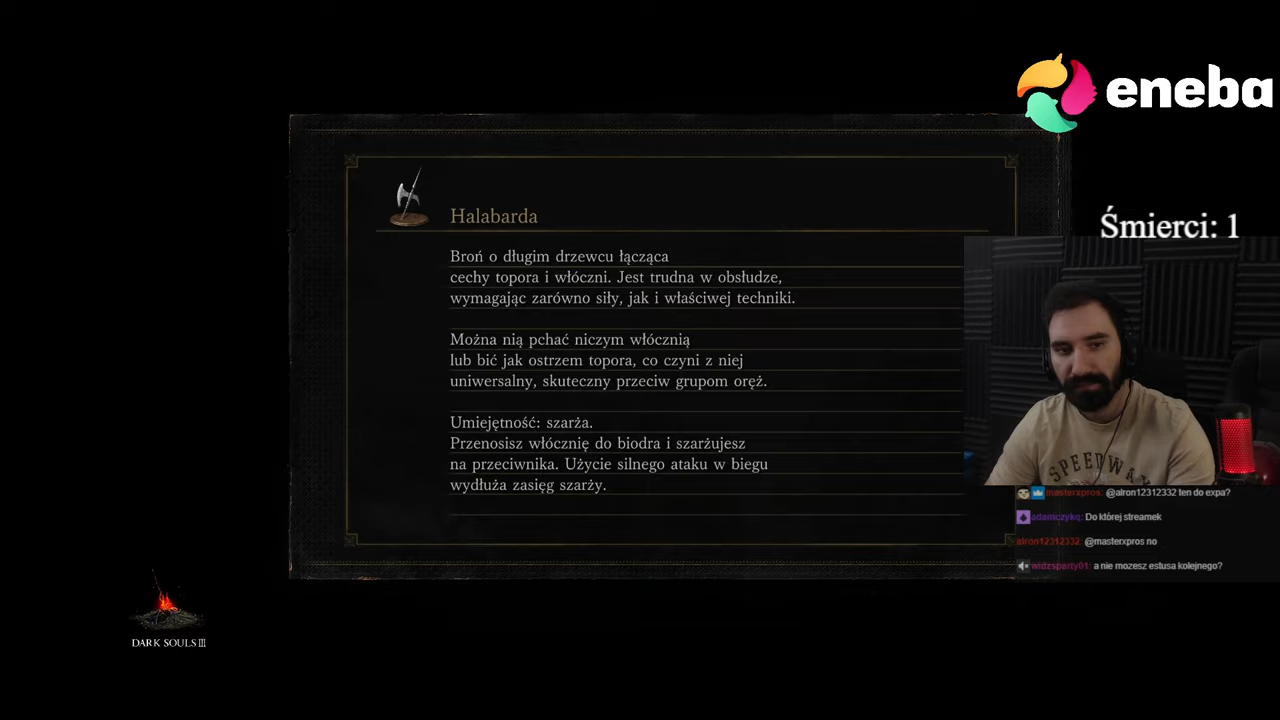 eneba
Śmierci: 1
Halabarda
Broń o długim drzewcu łącząca
cechy topora i włóczni. Jest trudna w obsłudze,
wymagając zarówno siły, jak i właściwej techniki.
Można nią pchać niczym włócznią
lub bić jak ostrzem topora, co czyni z niej
uniwersalny, skuteczny przeciw grupom oręż.
Umiejętność: szarża.
Przenosisz włócznię do biodra i szarżujesz
na przeciwnika. Użycie silnego ataku w biegu
wydłuża zasięg szarży.
SPEEDWAY
masterxpros: @alron12312332 ten do expa?
adamczykq: Do której streamek
alron12312332: @masterxpros no
widzsparty01: a nie mozesz estusa kolejnego?
DARK SOULS III